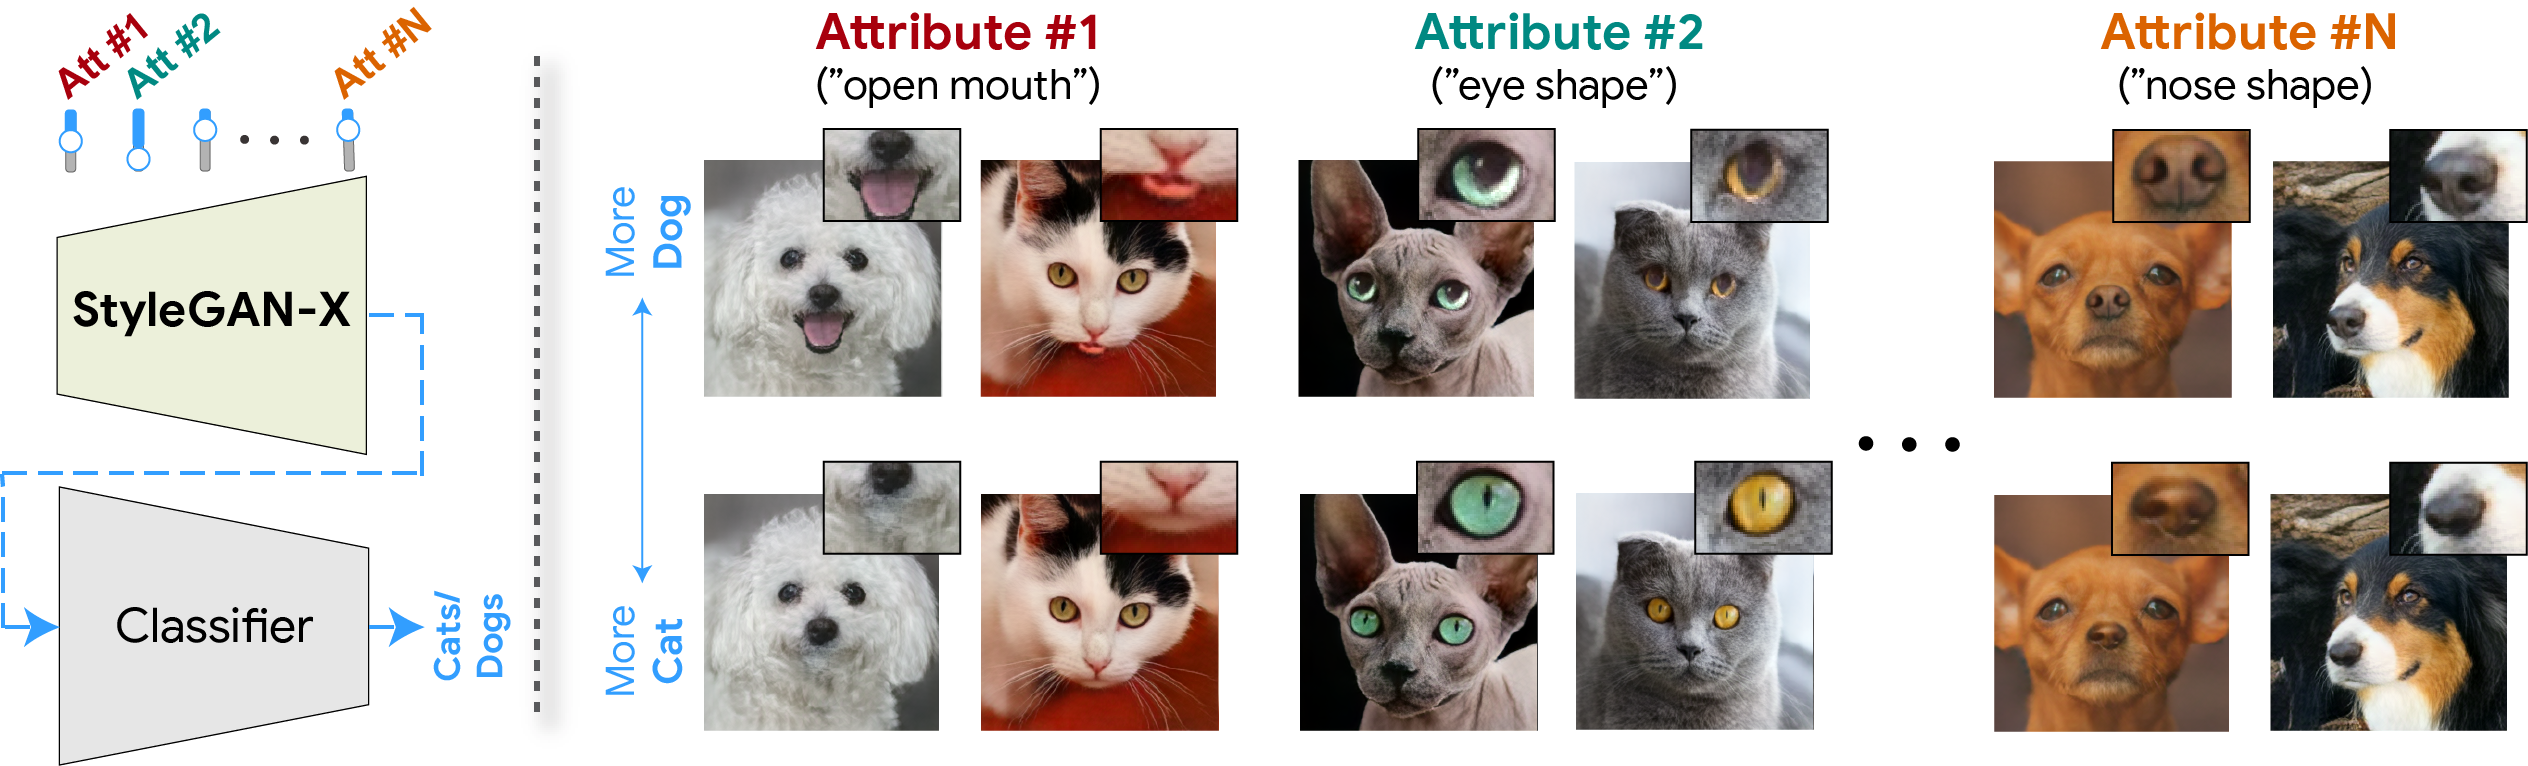 Att #1
Att #2
Att #N
StyleGAN-X
Classifier
Cats/
Dogs
More
Dog
More
Cat
Attribute #1
(”open mouth”)
Attribute #2
(”eye shape”)
Attribute #N
(”nose shape)